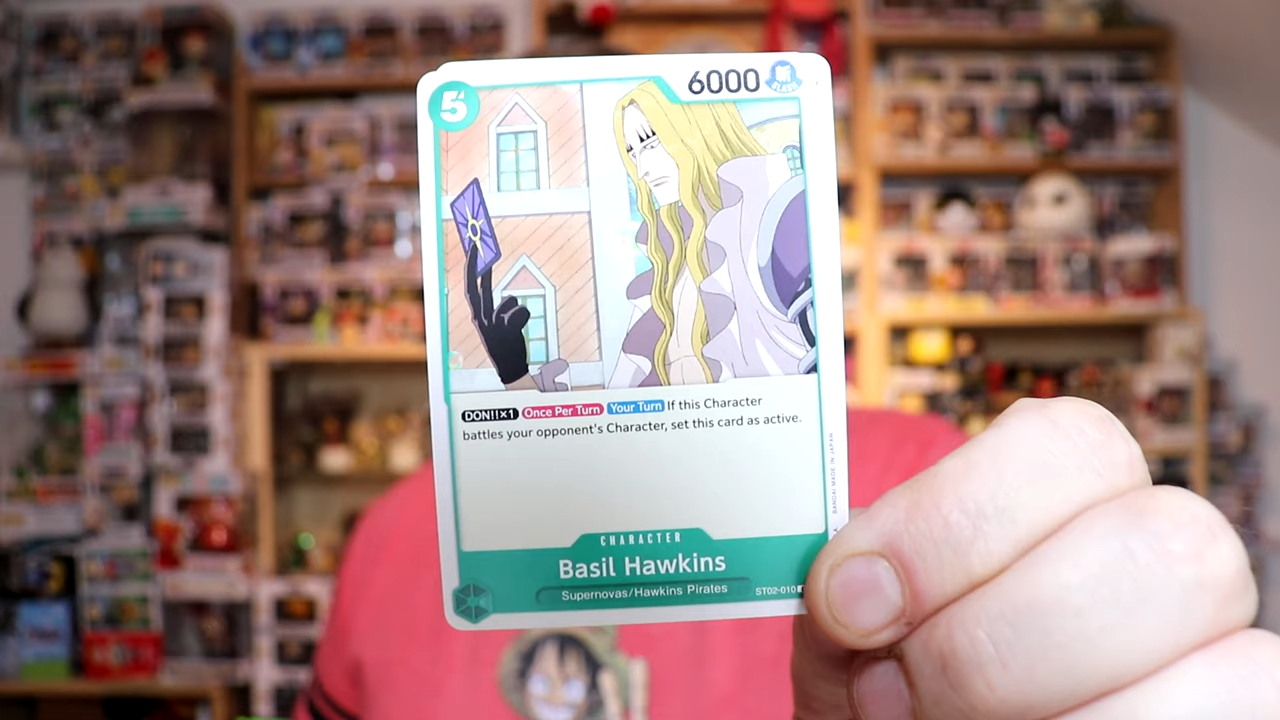 5
6000
DON!!×1 Once Per Turn Your Turn If this Character
battles your opponent's Character, set this card as active.
BANDAI MADE IN JAPAN
CHARACTER
Basil Hawkins
Supernovas/Hawkins Pirates
ST02-010